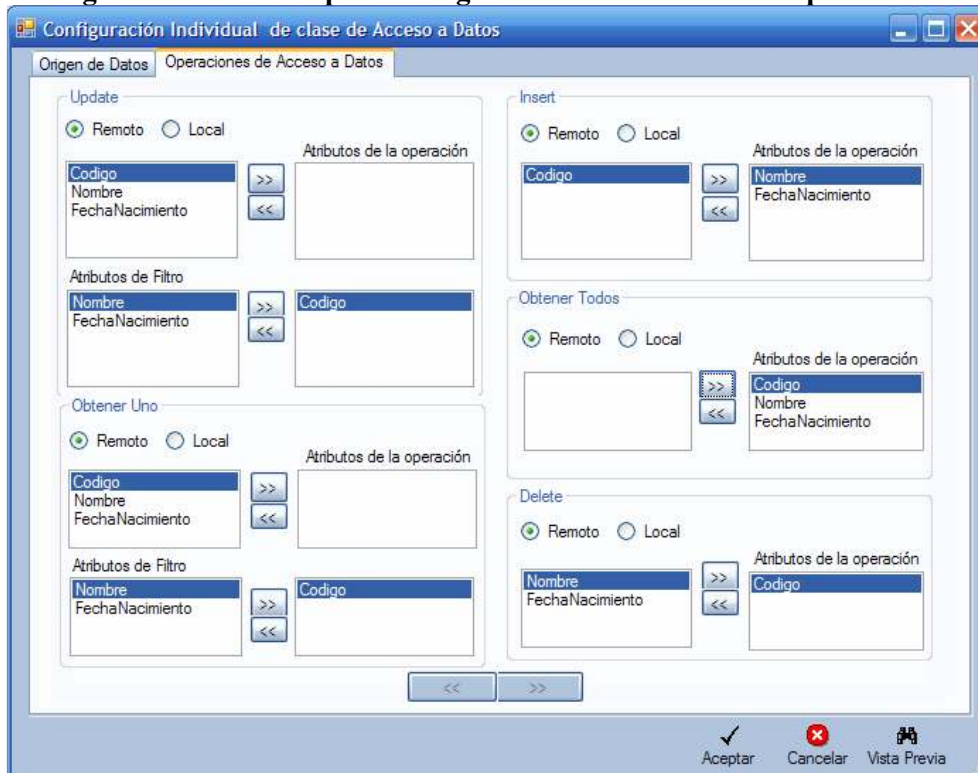 Configuración Individual de clase de Acceso a Datos
Origen de Datos
Operaciones de Acceso a Datos
Update
Remoto
Local
Atributos de la operación
Codigo
Nombre
FechaNacimiento
>>
<<
Atributos de Filtro
Nombre
FechaNacimiento
>>
<<
Codigo
Obtener Uno
Remoto
Local
Atributos de la operación
Codigo
Nombre
FechaNacimiento
>>
<<
Atributos de Filtro
Nombre
FechaNacimiento
>>
<<
Codigo
Insert
Remoto
Local
Atributos de la operación
Codigo
>>
<<
Nombre
FechaNacimiento
Obtener Todos
Remoto
Local
Atributos de la operación
>>
<<
Codigo
Nombre
FechaNacimiento
Delete
Remoto
Local
Atributos de la operación
Nombre
FechaNacimiento
>>
<<
Codigo
<<
>>
Aceptar
Cancelar
Vista Previa